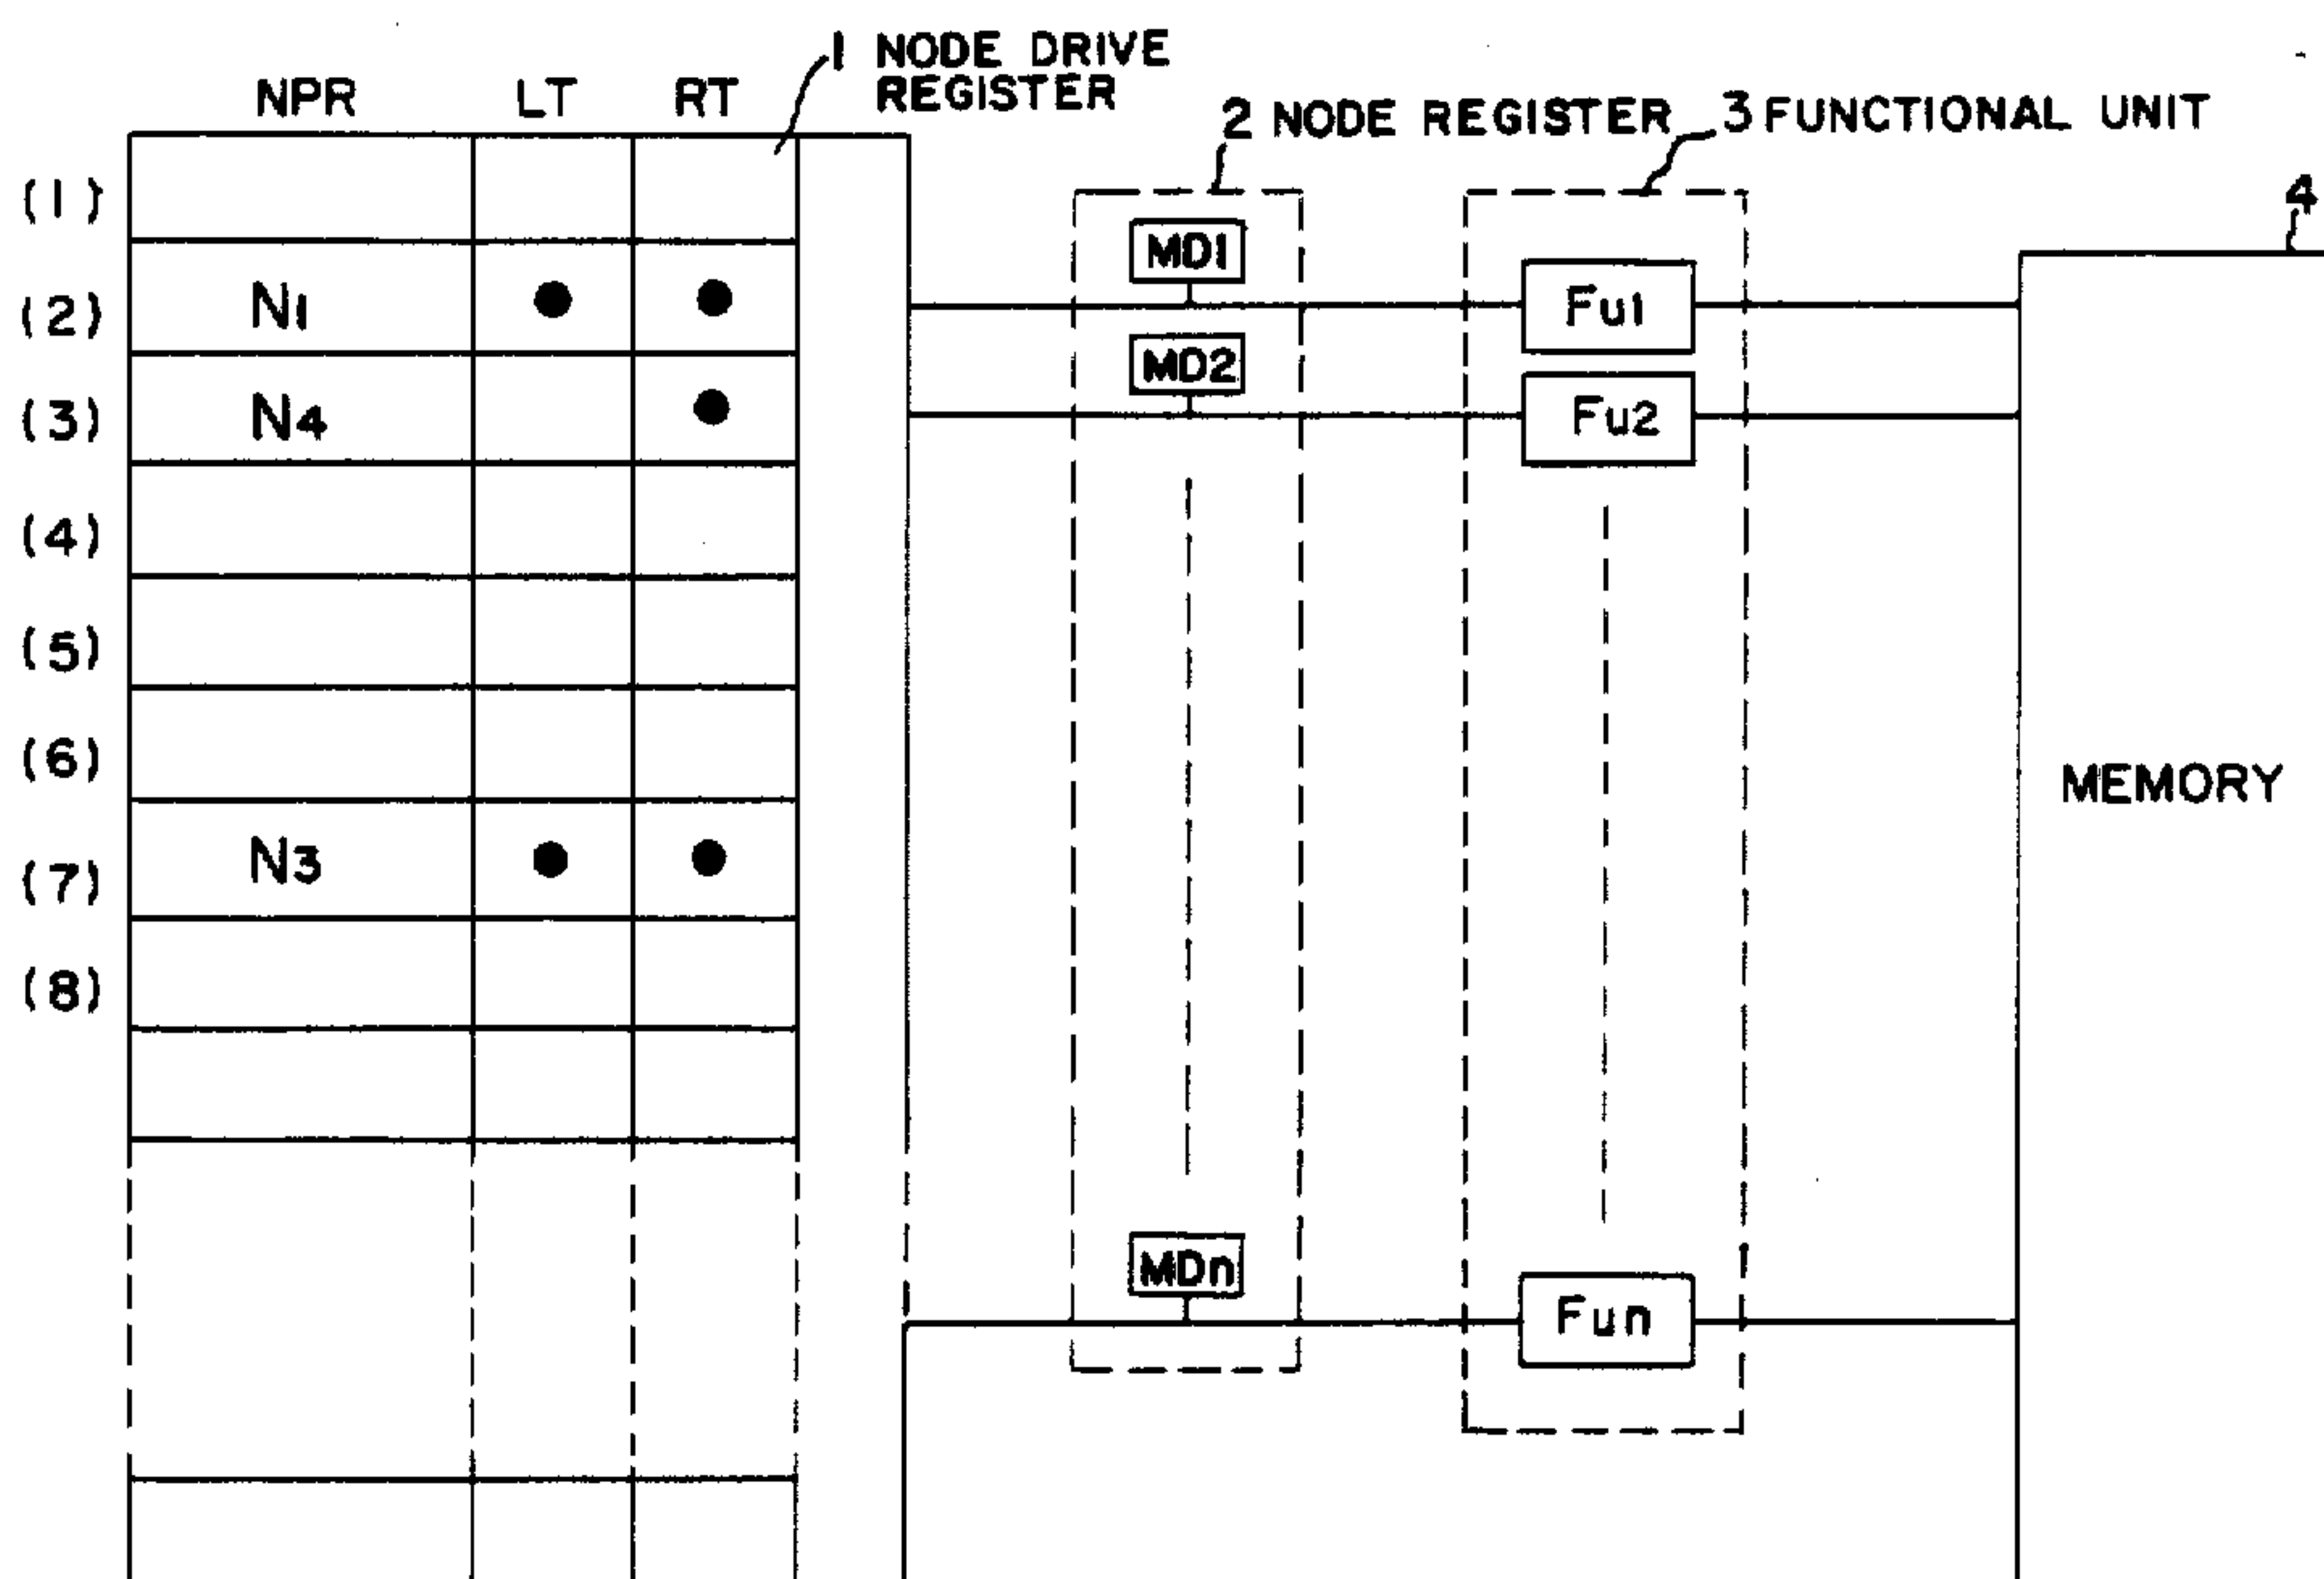 1 NODE DRIVE
REGISTER
NPR LT RT
2 NODE REGISTER
3 FUNCTIONAL UNIT
4
(1)
(2) N1
(3) N4
(4)
(5)
(6)
(7) N3
(8)
MD1
Fu1
MD2
Fu2
MEMORY
MDn
Fun